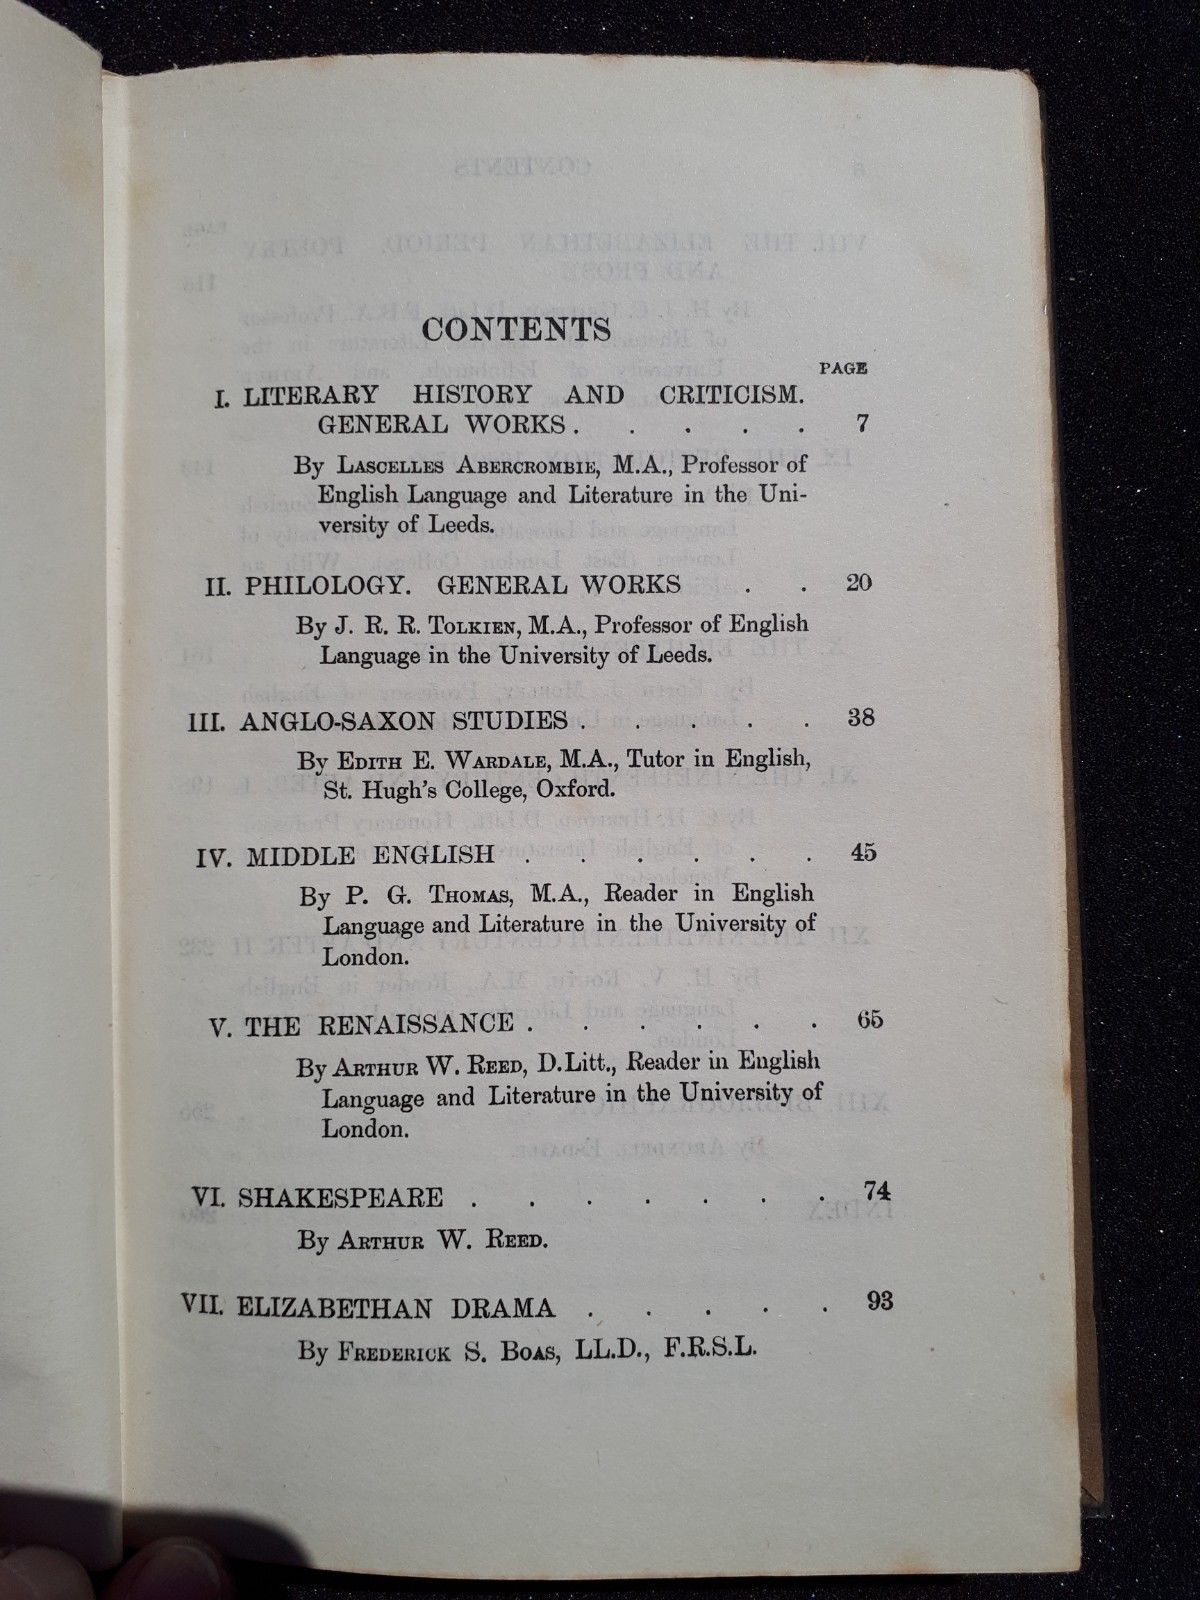 CONTENTS
PAGE
I. LITERARY HISTORY AND CRITICISM.
GENERAL WORKS . . . . . 7
By Lascelles Abercrombie, M.A., Professor of
English Language and Literature in the Uni-
versity of Leeds.
II. PHILOLOGY. GENERAL WORKS . . 20
By J. R. R. Tolkien, M.A., Professor of English
Language in the University of Leeds.
III. ANGLO-SAXON STUDIES . . . . . 38
By Edith E. Wardale, M.A., Tutor in English,
St. Hugh's College, Oxford.
IV. MIDDLE ENGLISH . . . . . . 45
By P. G. Thomas, M.A., Reader in English
Language and Literature in the University of
London.
V. THE RENAISSANCE . . . . . . 65
By Arthur W. Reed, D.Litt., Reader in English
Language and Literature in the University of
London.
VI. SHAKESPEARE . . . . . . . 74
By Arthur W. Reed.
VII. ELIZABETHAN DRAMA . . . . . 93
By Frederick S. Boas, LL.D., F.R.S.L.